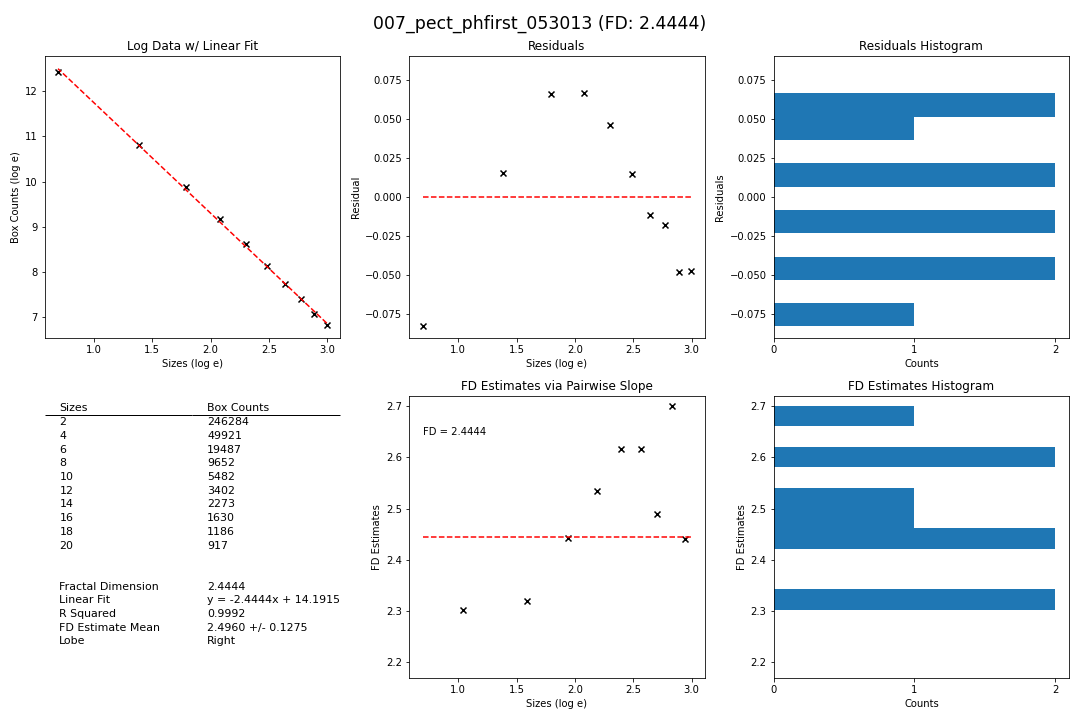 007_pect_phfirst_053013 (FD: 2.4444)
Log Data w/ Linear Fit
Box Counts (log e)
12
11
10
9
8
7
1.0 1.5 2.0 2.5 3.0
Sizes (log e)
Residuals
Residual
0.075
0.050
0.025
0.000
−0.025
−0.050
−0.075
1.0 1.5 2.0 2.5 3.0
Sizes (log e)
Residuals Histogram
Residuals
0.075
0.050
0.025
0.000
−0.025
−0.050
−0.075
0 1 2
Counts
Sizes Box Counts
2 246284
4 49921
6 19487
8 9652
10 5482
12 3402
14 2273
16 1630
18 1186
20 917
Fractal Dimension 2.4444
Linear Fit y = -2.4444x + 14.1915
R Squared 0.9992
FD Estimate Mean 2.4960 +/- 0.1275
Lobe Right
FD Estimates via Pairwise Slope
FD Estimates
2.7
2.6
2.5
2.4
2.3
2.2
FD = 2.4444
1.0 1.5 2.0 2.5 3.0
Sizes (log e)
FD Estimates Histogram
FD Estimates
2.7
2.6
2.5
2.4
2.3
2.2
0 1 2
Counts